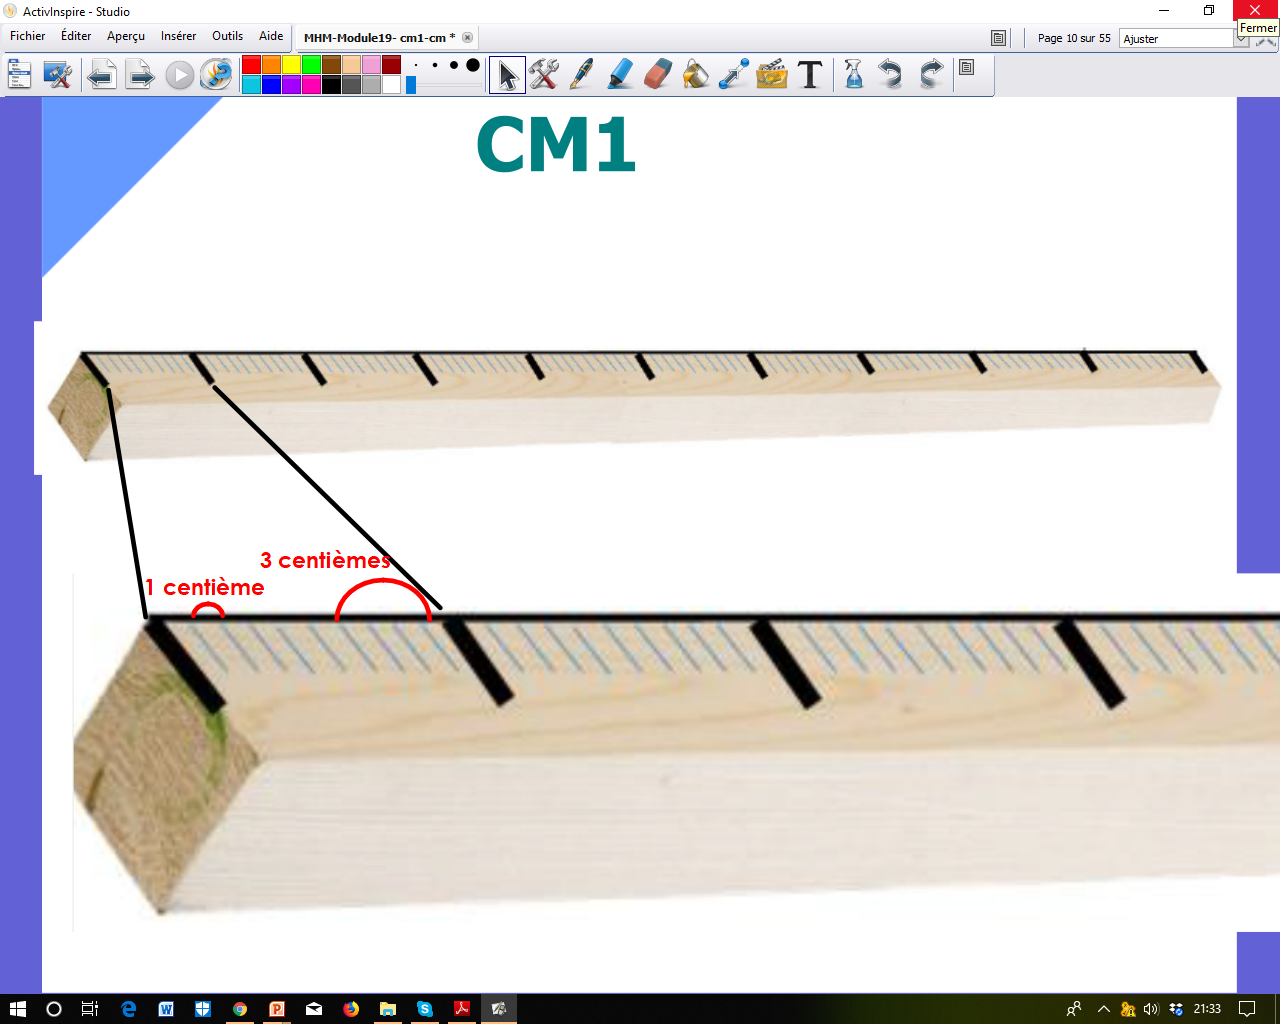 ActivInspire - Studio
Fermer
Fichier Éditer Aperçu Insérer Outils Aide MHM-Module19- cm1-cm * Page 10 sur 55 Ajuster
CM1
3 centièmes
1 centième
21:33